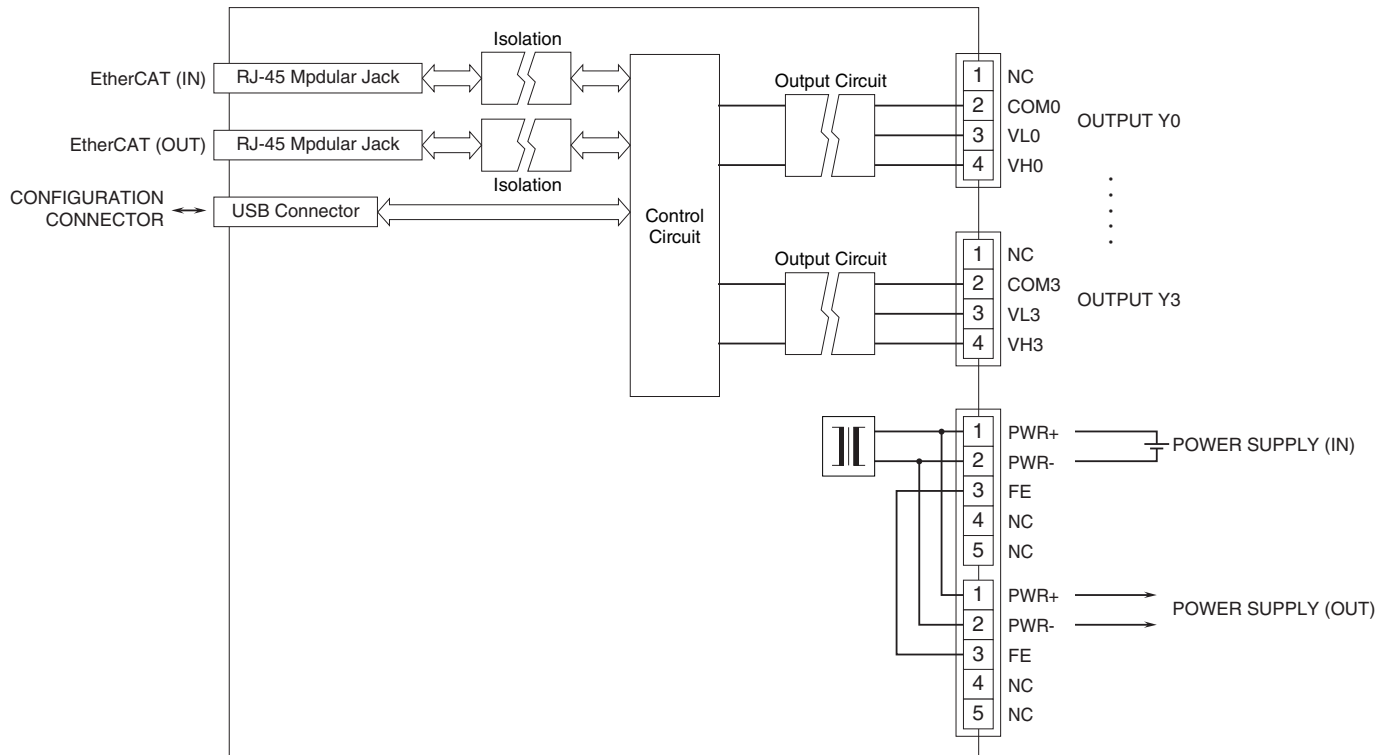 Isolation
EtherCAT (IN)
RJ-45 Mpdular Jack
EtherCAT (OUT)
RJ-45 Mpdular Jack
Isolation
CONFIGURATION
CONNECTOR
USB Connector
Control
Circuit
Output Circuit
1 NC
2 COM0
3 VL0
4 VH0
OUTPUT Y0
Output Circuit
1 NC
2 COM3
3 VL3
4 VH3
OUTPUT Y3
1 PWR+
2 PWR-
3 FE
4 NC
5 NC
POWER SUPPLY (IN)
1 PWR+
2 PWR-
3 FE
4 NC
5 NC
POWER SUPPLY (OUT)